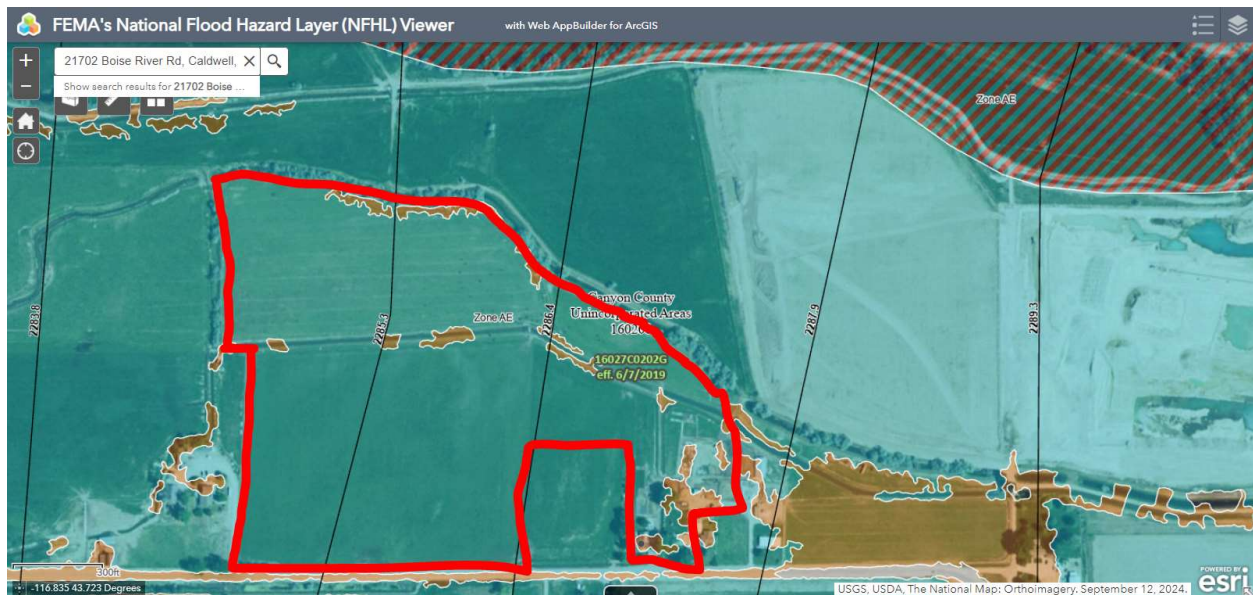 FEMA's National Flood Hazard Layer (NFHL) Viewer
with Web AppBuilder for ArcGIS
21702 Boise River Rd, Caldwell,
Show search results for 21702 Boise ...
Zone AE
2283.8
2285.3
Zone AE
2286.4
Canyon County
Unincorporated Areas
16027C0202G
eff. 6/7/2019
2287.9
2289.3
300ft
-116.835 43.723 Degrees
USGS, USDA, The National Map: Orthoimagery. September 12, 2024.
POWERED BY
esri